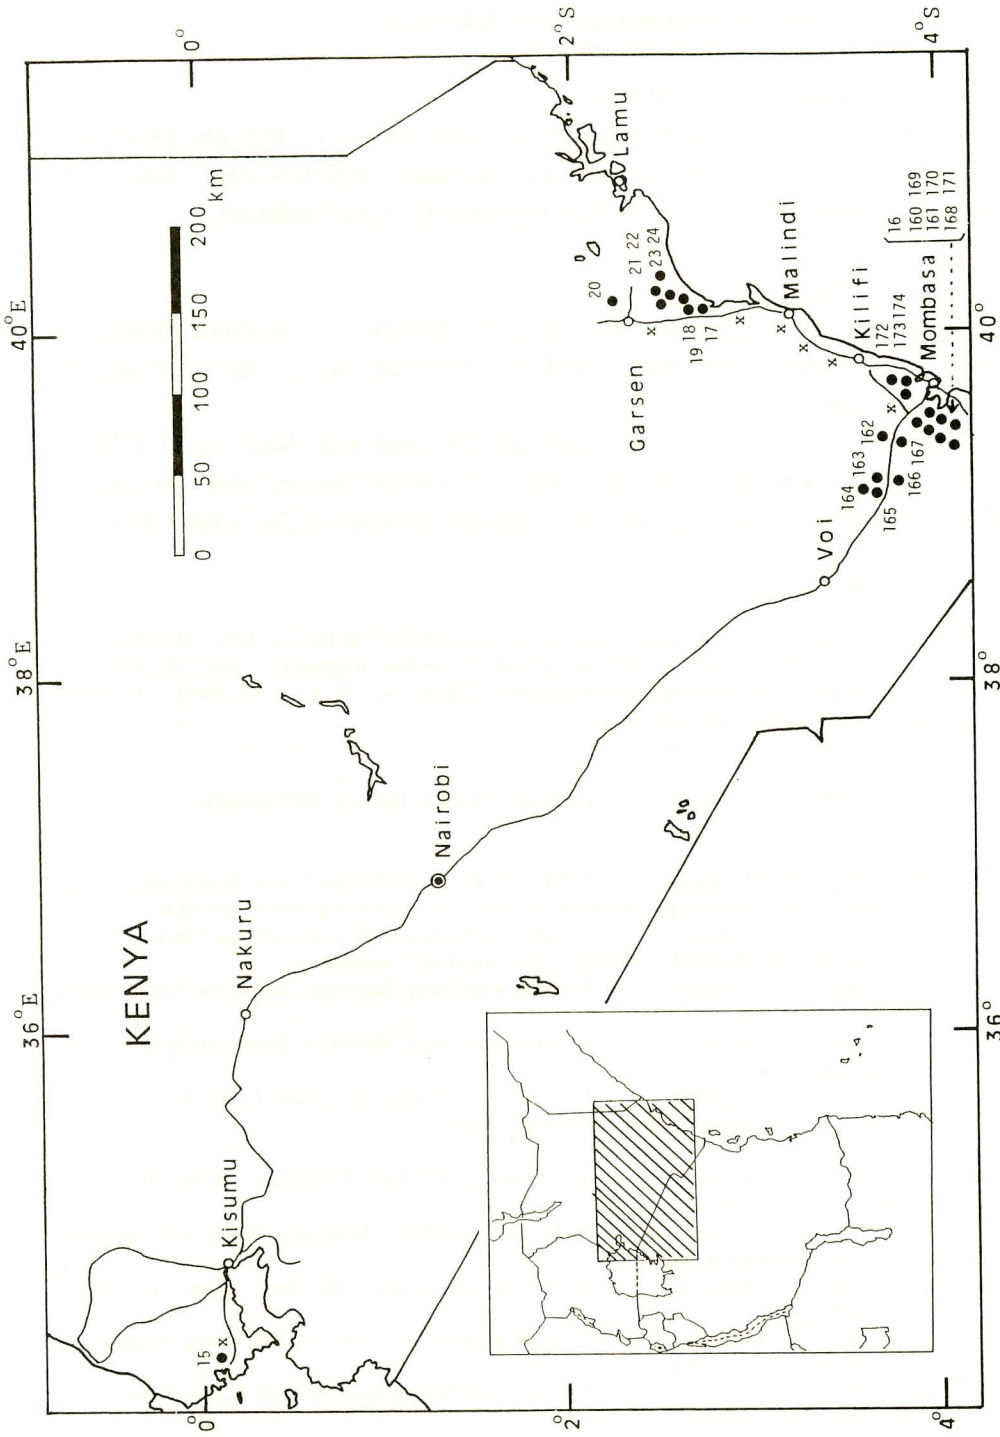 36°E
38°E
40°E
0°
0°
KENYA
0 50 100 150 200
km
15 x
Kisumu
Nakuru
Nairobi
20
21 22
23 24
Lamu
2°S
2°
Garsen
19
18
17
x
x
x
x
x
Malindi
Kilifi
172
173 174
Voi
164 163 162
165 166 167
x
Mombasa
16
160 169
161 170
168 171
4°S
4°
36°
38°
40°